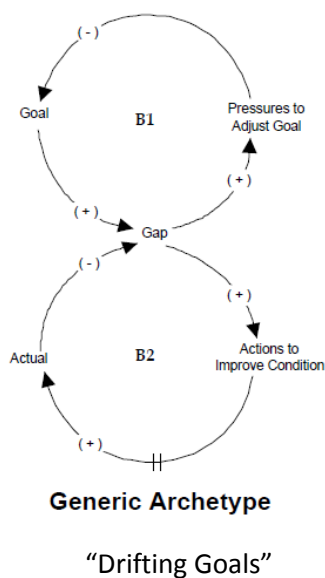 (-)
Goal
B1
Pressures to
Adjust Goal
(+)
(+)
Gap
(-)
(+)
Actual
B2
Actions to
Improve Condition
(+)
Generic Archetype
“Drifting Goals”